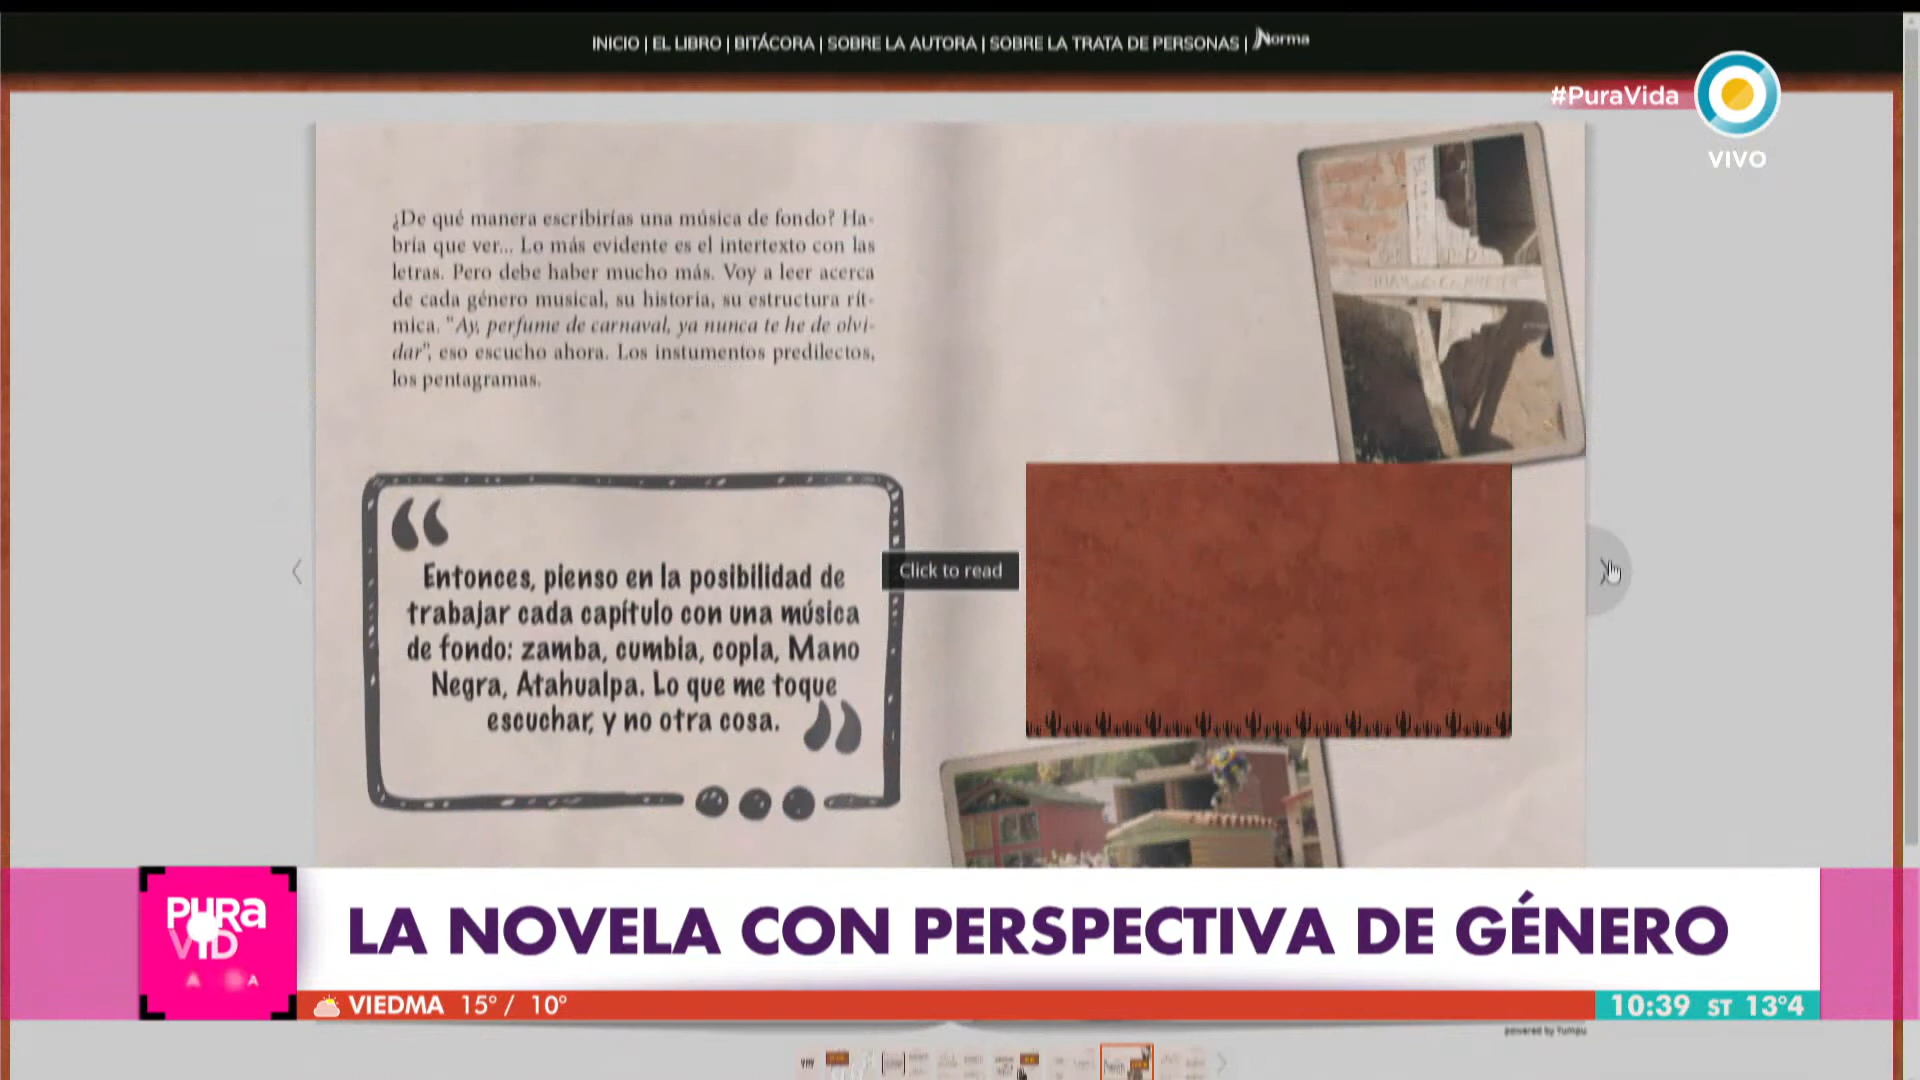 INICIO | EL LIBRO | BITÁCORA | SOBRE LA AUTORA | SOBRE LA TRATA DE PERSONAS | Norma
#PuraVida
VIVO
¿De qué manera escribirías una música de fondo? Ha-
bría que ver... Lo más evidente es el intertexto con las
letras. Pero debe haber mucho más. Voy a leer acerca
de cada género musical, su historia, su estructura rít-
mica. "Ay, perfume de carnaval, ya nunca te he de olvi-
dar", eso escucho ahora. Los instumentos predilectos,
los pentagramas.
“
Entonces, pienso en la posibilidad de
trabajar cada capítulo con una música
de fondo: zamba, cumbia, copla, Mano
Negra, Atahualpa. Lo que me toque
escuchar, y no otra cosa.
”
Click to read
PURa
VID
LA NOVELA CON PERSPECTIVA DE GÉNERO
VIEDMA 15° / 10°
10:39 ST 13°4
powered by Yumpu